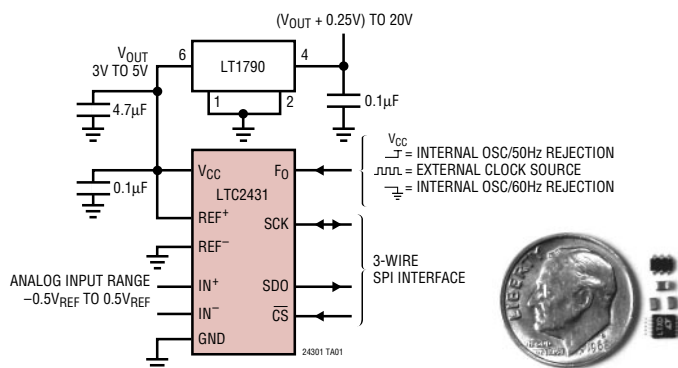 (VOUT + 0.25V) TO 20V
VOUT
3V TO 5V
6
LT1790
4
1
2
4.7µF
0.1µF
0.1µF
VCC
FO
LTC2431
REF+
SCK
REF−
IN+
SDO
IN−
CS
GND
ANALOG INPUT RANGE
−0.5VREF TO 0.5VREF
VCC
= INTERNAL OSC/50Hz REJECTION
= EXTERNAL CLOCK SOURCE
= INTERNAL OSC/60Hz REJECTION
3-WIRE
SPI INTERFACE
24301 TA01
LIBERTY